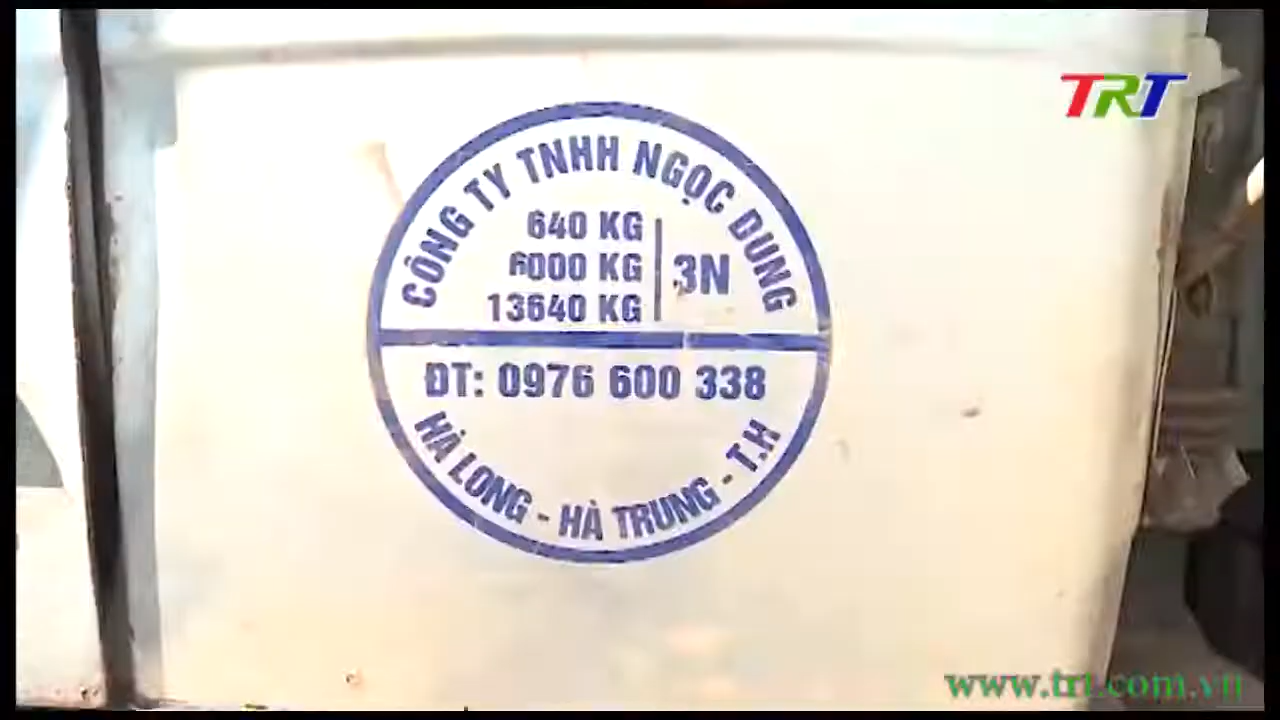 TRT
CÔNG TY TNHH NGỌC DUNG
640 KG
6000 KG
13640 KG
3N
ĐT: 0976 600 338
HÀ LONG - HÀ TRUNG - T.H
www.trt.com.vn